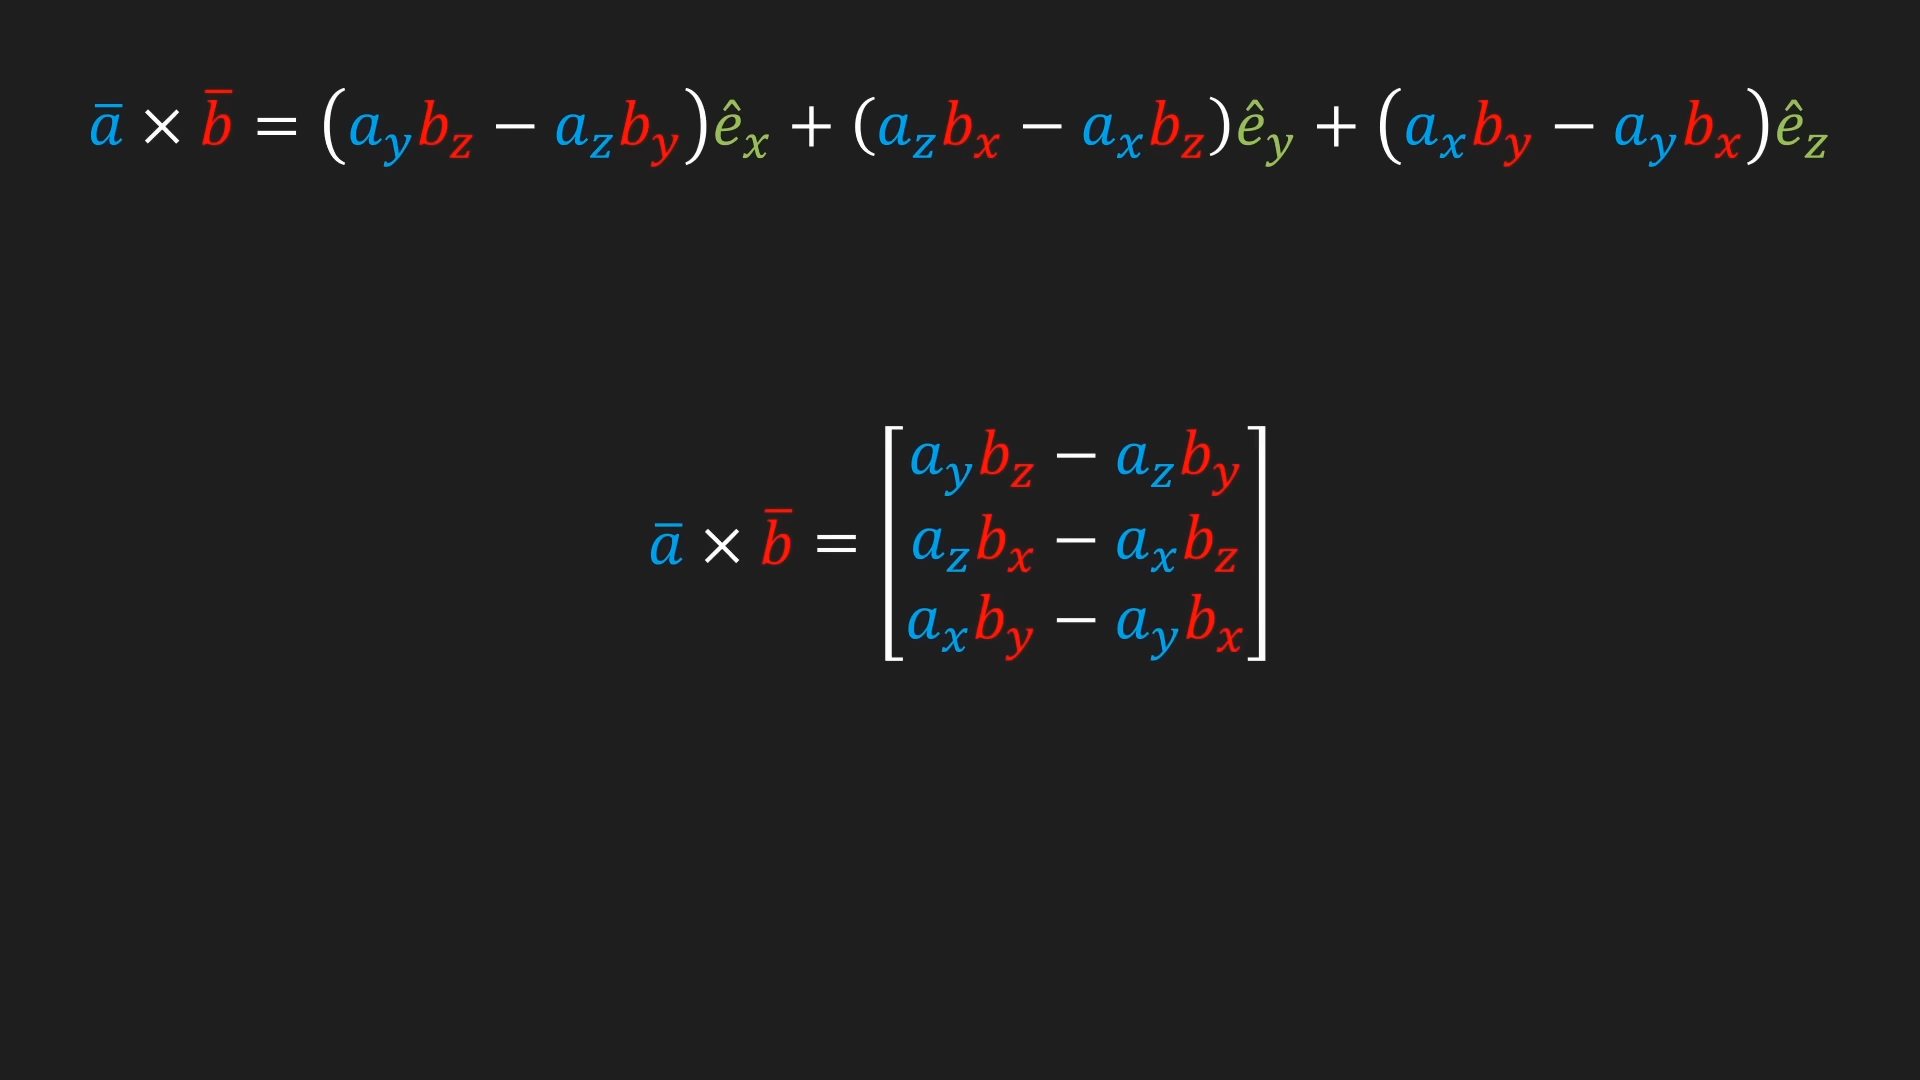 a̅ × b̅ = (a_y b_z − a_z b_y) ê_x + (a_z b_x − a_x b_z) ê_y + (a_x b_y − a_y b_x) ê_z
a̅ × b̅ = [a_y b_z − a_z b_y
a_z b_x − a_x b_z
a_x b_y − a_y b_x]